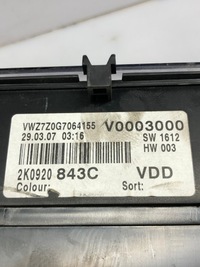 VWZ7Z0G7064155 V0003000
29.03.07 03:16 SW 1612
HW 003
2K0920 843C VDD
Colour: Sort: